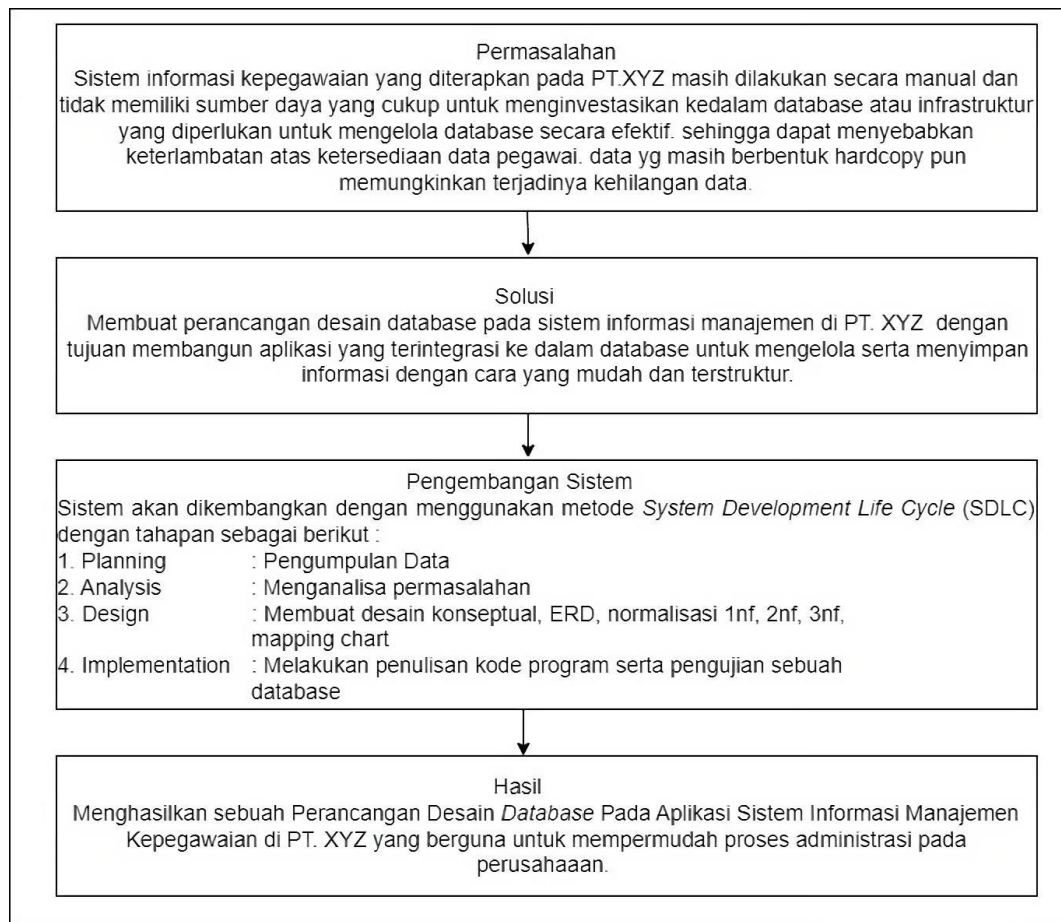 Permasalahan
Sistem informasi kepegawaian yang diterapkan pada PT.XYZ masih dilakukan secara manual dan
tidak memiliki sumber daya yang cukup untuk menginvestasikan kedalam database atau infrastruktur
yang diperlukan untuk mengelola database secara efektif. sehingga dapat menyebabkan
keterlambatan atas ketersediaan data pegawai. data yg masih berbentuk hardcopy pun
memungkinkan terjadinya kehilangan data.
Solusi
Membuat perancangan desain database pada sistem informasi manajemen di PT. XYZ dengan
tujuan membangun aplikasi yang terintegrasi ke dalam database untuk mengelola serta menyimpan
informasi dengan cara yang mudah dan terstruktur.
Pengembangan Sistem
Sistem akan dikembangkan dengan menggunakan metode System Development Life Cycle (SDLC)
dengan tahapan sebagai berikut :
1. Planning : Pengumpulan Data
2. Analysis : Menganalisa permasalahan
3. Design : Membuat desain konseptual, ERD, normalisasi 1nf, 2nf, 3nf,
mapping chart
4. Implementation : Melakukan penulisan kode program serta pengujian sebuah
database
Hasil
Menghasilkan sebuah Perancangan Desain Database Pada Aplikasi Sistem Informasi Manajemen
Kepegawaian di PT. XYZ yang berguna untuk mempermudah proses administrasi pada
perusahaaan.